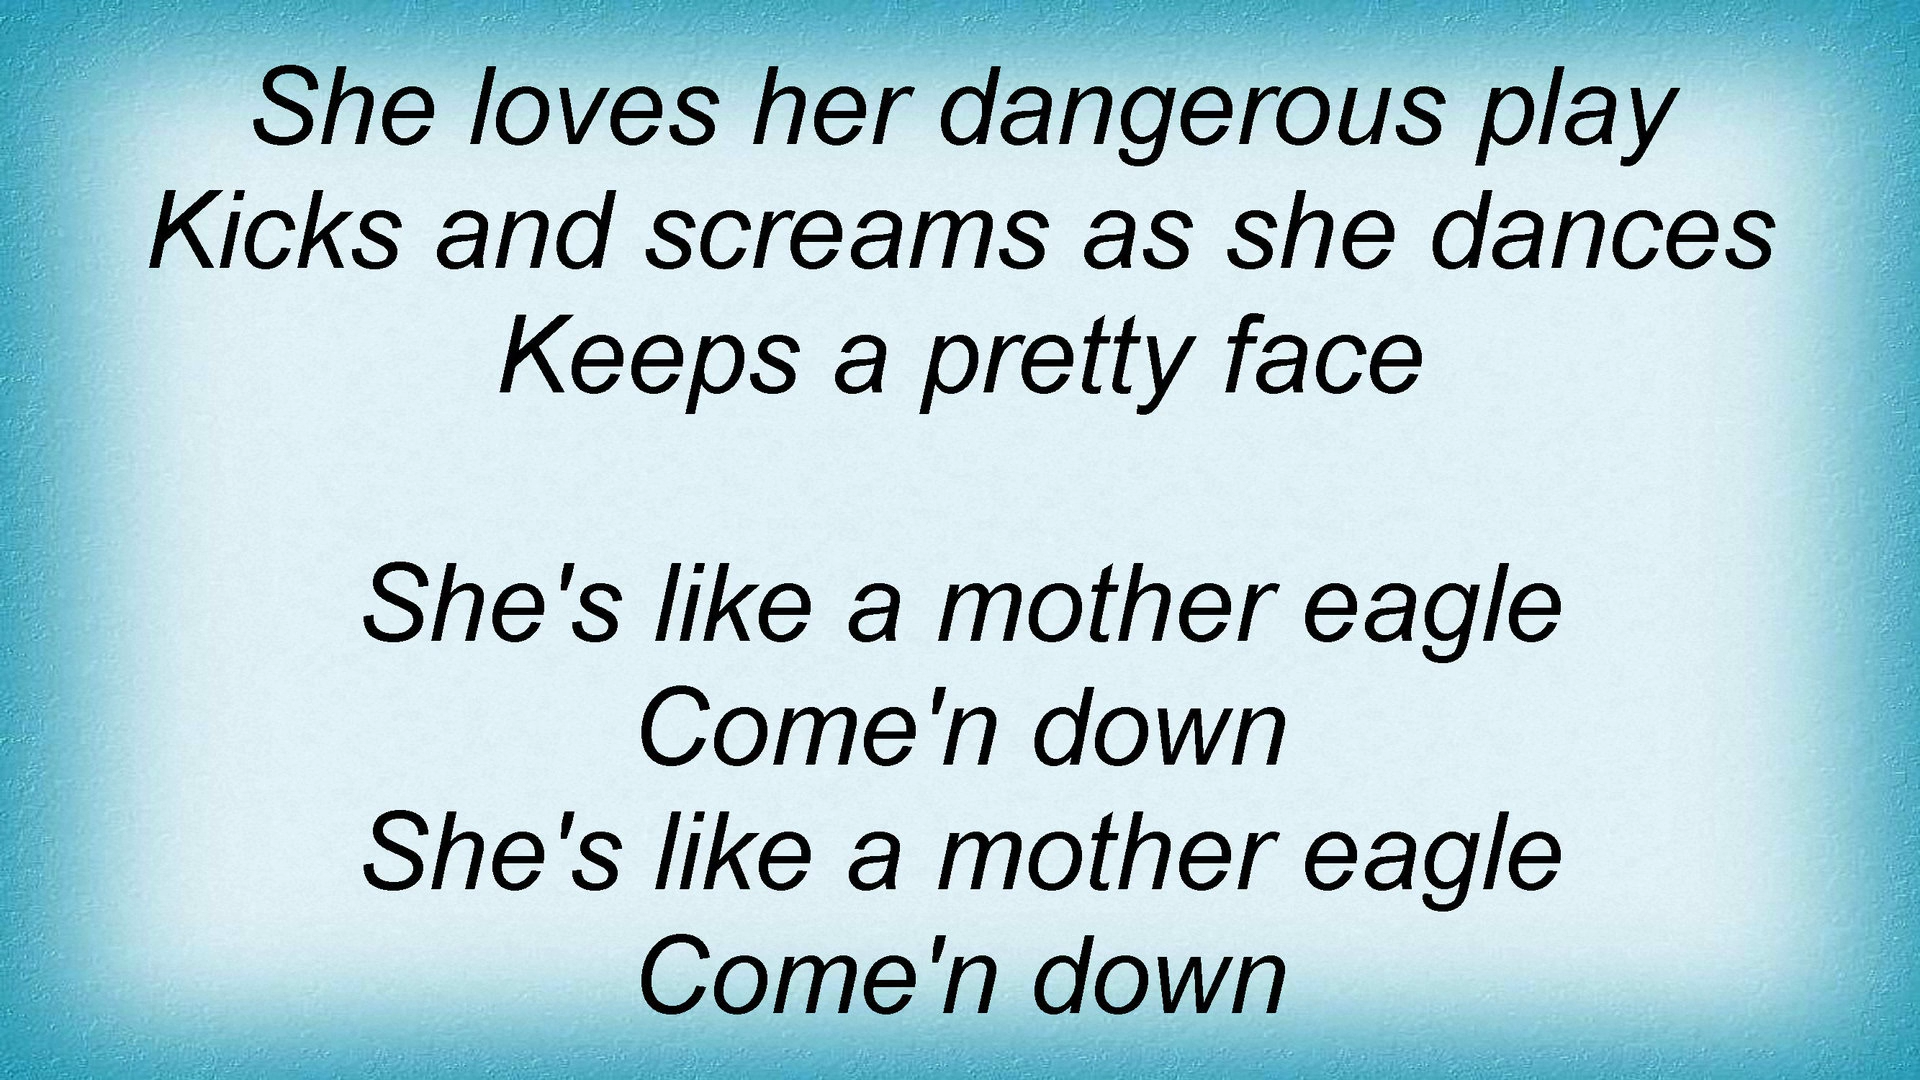 She loves her dangerous play
Kicks and screams as she dances
Keeps a pretty face
She's like a mother eagle
Come'n down
She's like a mother eagle
Come'n down